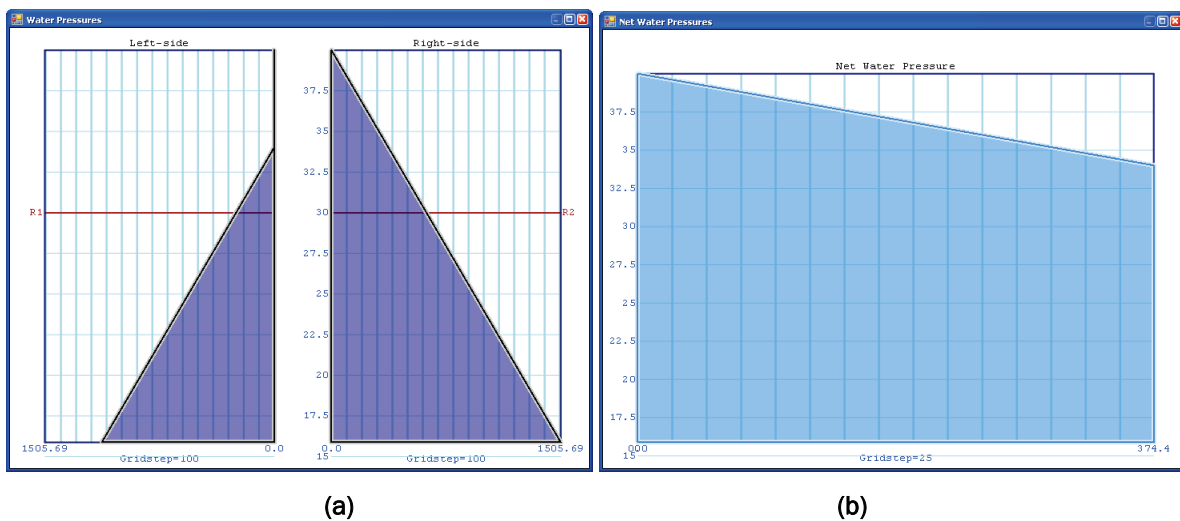 Water Pressures
Left-side
Right-side
37.5
35
32.5
R1
30
R2
27.5
25
22.5
20
17.5
1505.69
0.0
0.0
1505.69
15
Gridstep=100
Gridstep=100
(a)
Net Water Pressures
Net Water Pressure
37.5
35
32.5
30
27.5
25
22.5
20
17.5
000
374.4
15
Gridstep=25
(b)